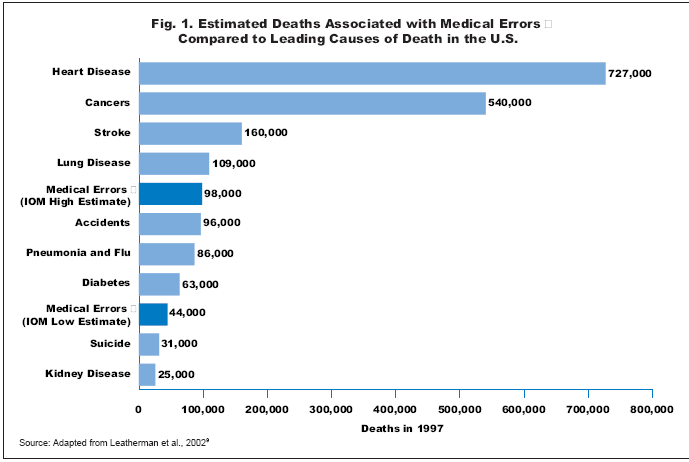 Fig. 1. Estimated Deaths Associated with Medical Errors
Compared to Leading Causes of Death in the U.S.
Heart Disease 727,000
Cancers 540,000
Stroke 160,000
Lung Disease 109,000
Medical Errors
(IOM High Estimate) 98,000
Accidents 96,000
Pneumonia and Flu 86,000
Diabetes 63,000
Medical Errors
(IOM Low Estimate) 44,000
Suicide 31,000
Kidney Disease 25,000
0 100,000 200,000 300,000 400,000 500,000 600,000 700,000 800,000
Deaths in 1997
Source: Adapted from Leatherman et al., 2002⁹